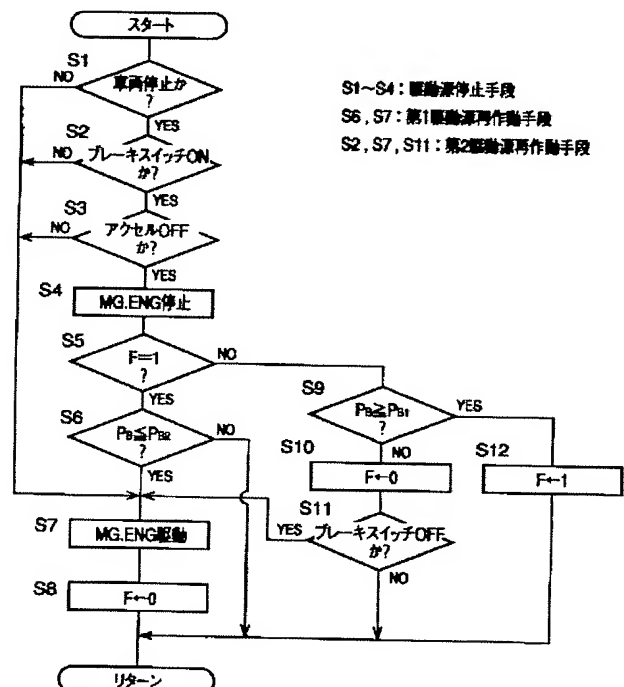 スタート
S1
車両停止か
?
NO
YES
S1~S4:駆動源停止手段
S6,S7:第1駆動源再作動手段
S2,S7,S11:第2駆動源再作動手段
S2
ブレーキスイッチON
か?
NO
YES
S3
アクセルOFF
か?
NO
YES
S4
MG.ENG停止
S5
F=1
?
NO
YES
S6
PB≦PB2
?
NO
YES
S9
PB≧PB1
?
YES
NO
S10
F←0
S12
F←1
S11
ブレーキスイッチOFF
か?
YES
NO
S7
MG.ENG駆動
S8
F←0
リターン